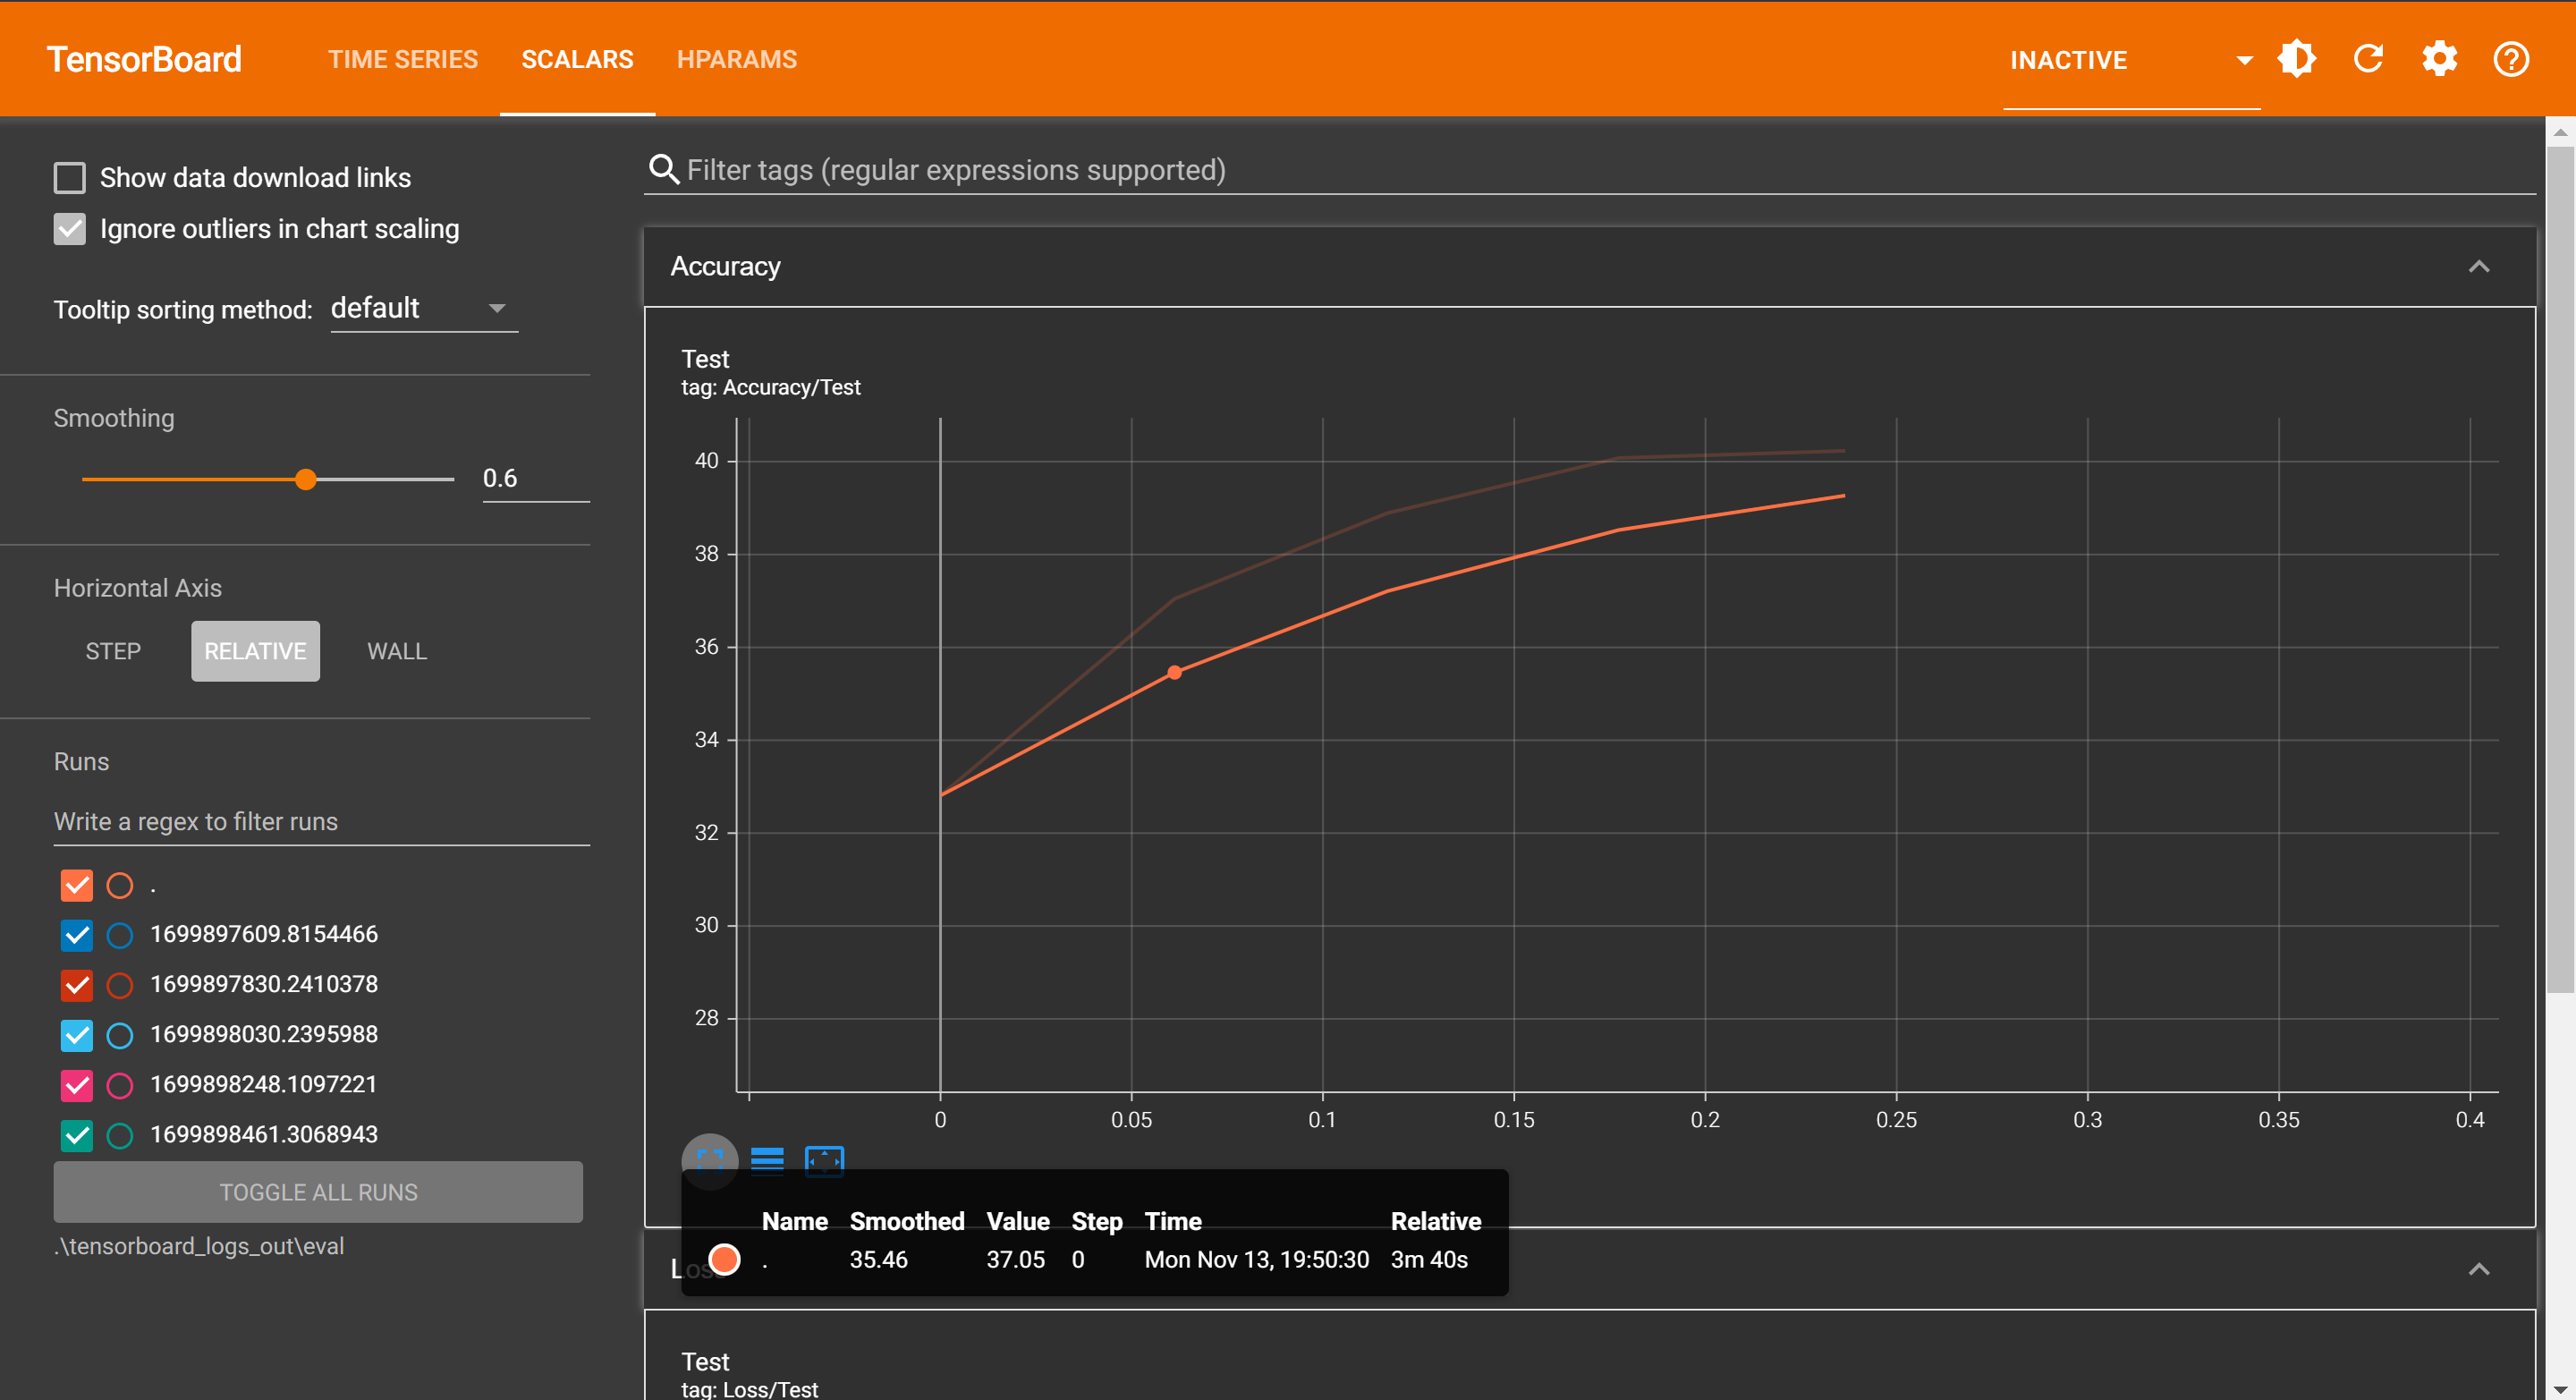 TensorBoard
TIME SERIES
SCALARS
HPARAMS
INACTIVE
Show data download links
Ignore outliers in chart scaling
Tooltip sorting method: default
Smoothing
0.6
Horizontal Axis
STEP
RELATIVE
WALL
Runs
Write a regex to filter runs
.
1699897609.8154466
1699897830.2410378
1699898030.2395988
1699898248.1097221
1699898461.3068943
TOGGLE ALL RUNS
.\tensorboard_logs_out\eval
Filter tags (regular expressions supported)
Accuracy
Test
tag: Accuracy/Test
40
38
36
34
32
30
28
0 0.05 0.1 0.15 0.2 0.25 0.3 0.35 0.4
Name Smoothed Value Step Time Relative
. 35.46 37.05 0 Mon Nov 13, 19:50:30 3m 40s
Loss
Test
tag: Loss/Test